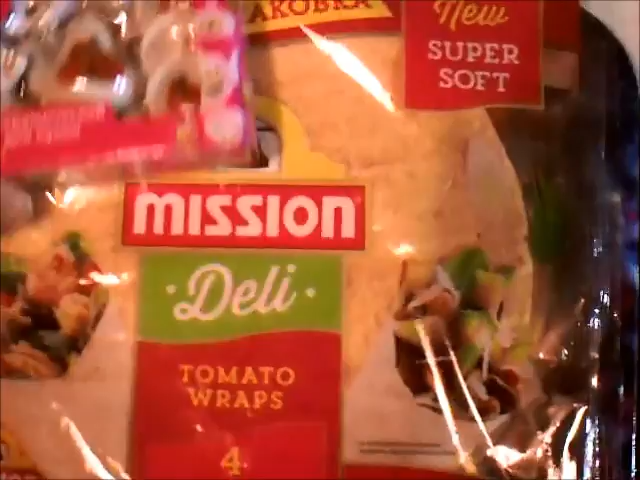 New
SUPER
SOFT
MISSION
Deli
TOMATO
WRAPS
4